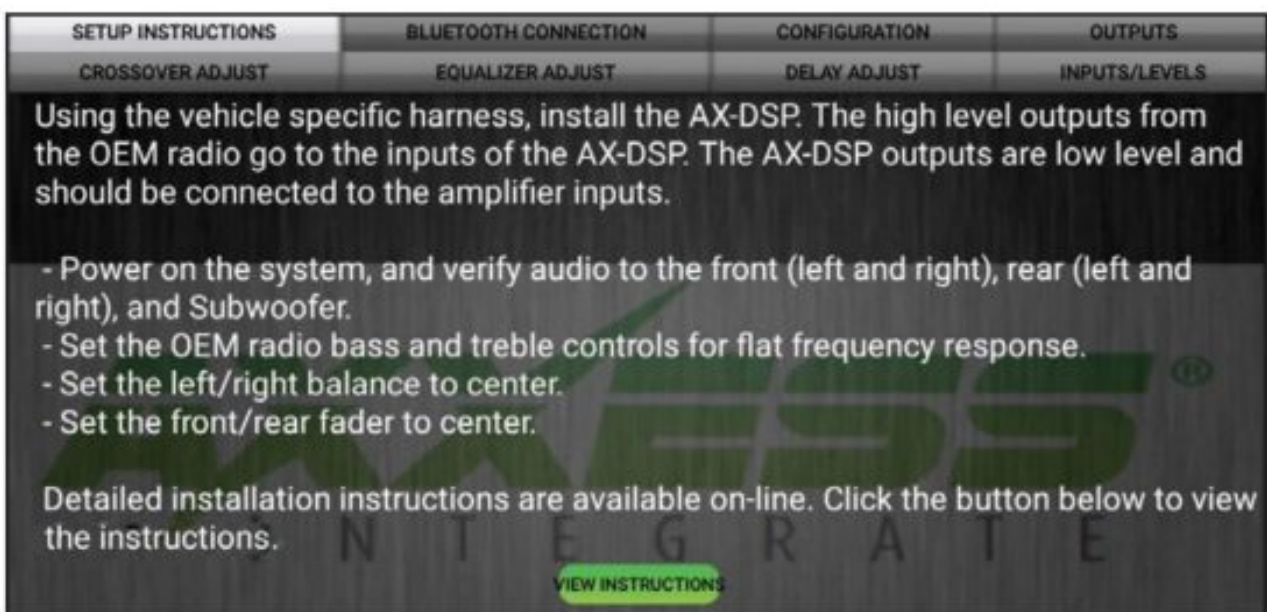 SETUP INSTRUCTIONS BLUETOOTH CONNECTION CONFIGURATION OUTPUTS
CROSSOVER ADJUST EQUALIZER ADJUST DELAY ADJUST INPUTS/LEVELS
Using the vehicle specific harness, install the AX-DSP. The high level outputs from
the OEM radio go to the inputs of the AX-DSP. The AX-DSP outputs are low level and
should be connected to the amplifier inputs.
- Power on the system, and verify audio to the front (left and right), rear (left and
right), and Subwoofer.
- Set the OEM radio bass and treble controls for flat frequency response.
- Set the left/right balance to center.
- Set the front/rear fader to center.
AXXESS ®
Detailed installation instructions are available on-line. Click the button below to view
the instructions.
INTEGRATE
VIEW INSTRUCTIONS